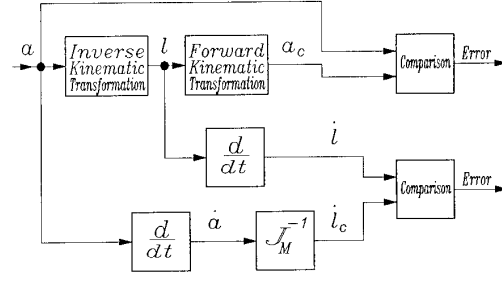 a
Inverse
Kinematic
Transformation
l
Forward
Kinematic
Transformation
a_c
Comparison
Error
d/dt
l̇
Comparison
Error
d/dt
ȧ
J_M^{-1}
l̇_c